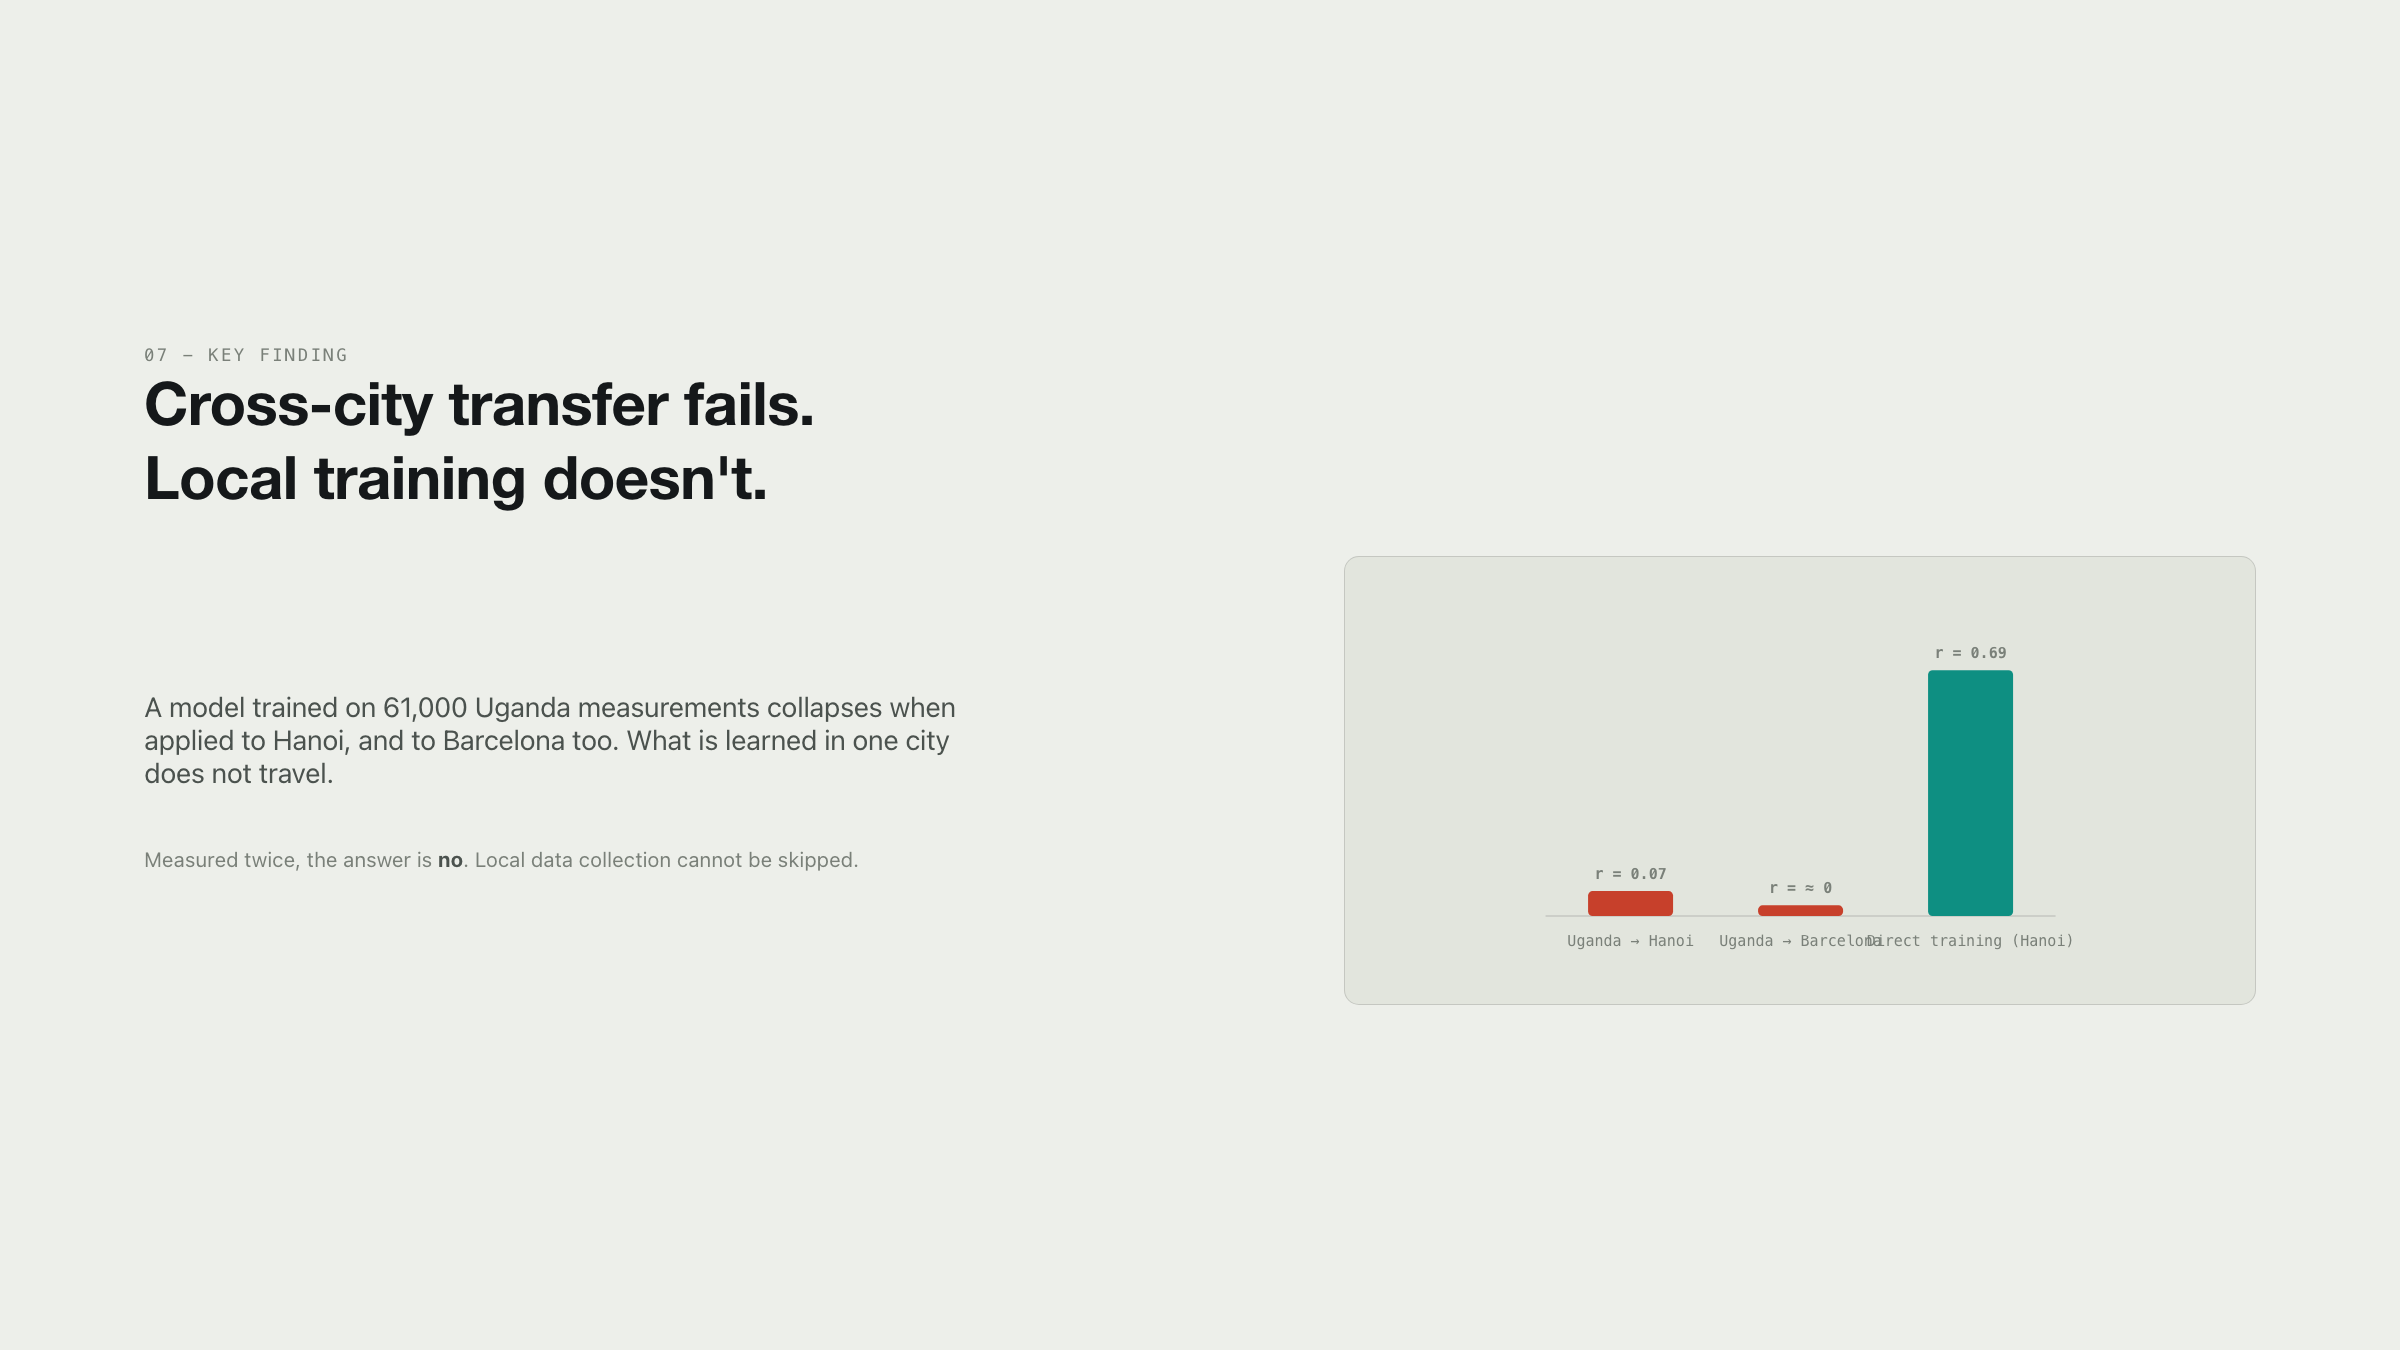 07 — KEY FINDING
Cross-city transfer fails.
Local training doesn't.
A model trained on 61,000 Uganda measurements collapses when
applied to Hanoi, and to Barcelona too. What is learned in one city
does not travel.
Measured twice, the answer is no. Local data collection cannot be skipped.
r = 0.07
r = ≈ 0
r = 0.69
Uganda → Hanoi
Uganda → Barcelona
Direct training (Hanoi)